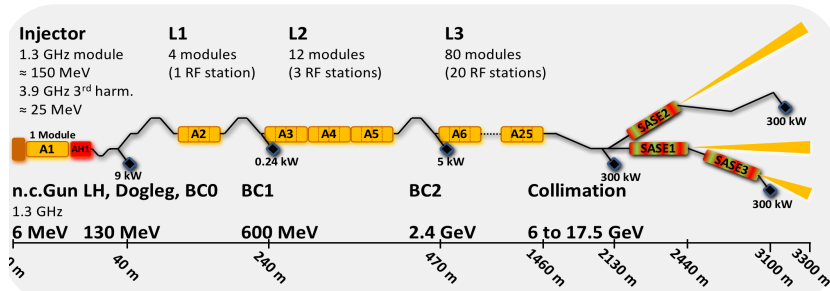 Injector
1.3 GHz module
≈ 150 MeV
3.9 GHz 3rd harm.
≈ 25 MeV
L1
4 modules
(1 RF station)
L2
12 modules
(3 RF stations)
L3
80 modules
(20 RF stations)
1 Module
A1
AH1
A2
A3
A4
A5
A6
A25
SASE2
SASE1
SASE3
9 kW
0.24 kW
5 kW
300 kW
300 kW
300 kW
n.c.Gun
1.3 GHz
6 MeV
LH, Dogleg, BC0
130 MeV
BC1
600 MeV
BC2
2.4 GeV
Collimation
6 to 17.5 GeV
0 m
40 m
240 m
470 m
1460 m
2130 m
2440 m
3100 m
3300 m